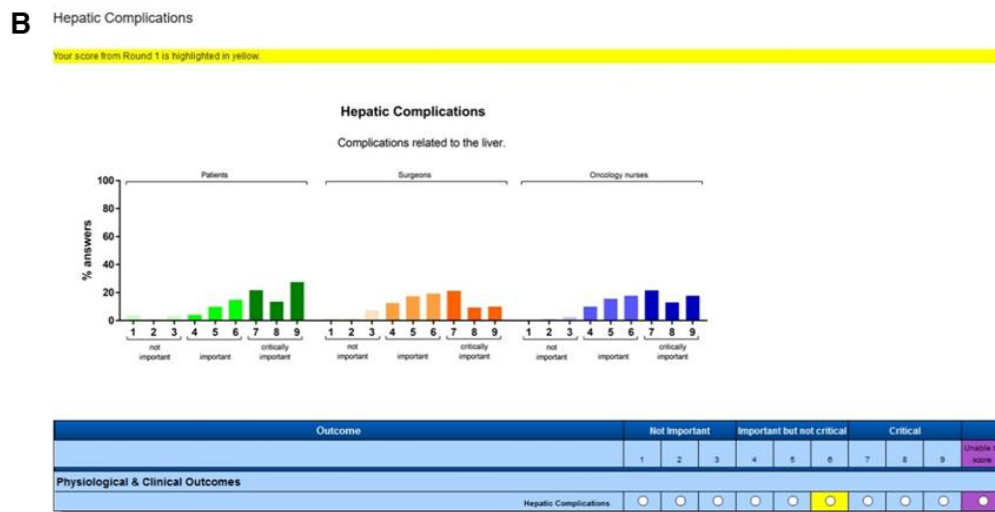 B
Hepatic Complications
Your score from Round 1 is highlighted in yellow.
Hepatic Complications
Complications related to the liver.
Patients Surgeons Oncology nurses
100
80
60
40
20
0
% answers
1 2 3 4 5 6 7 8 9 1 2 3 4 5 6 7 8 9 1 2 3 4 5 6 7 8 9
not important important critically important not important important critically important not important important critically important
Outcome Not Important Important but not critical Critical
1 2 3 4 5 6 7 8 9 Unable score
Physiological & Clinical Outcomes
Hepatic Complications